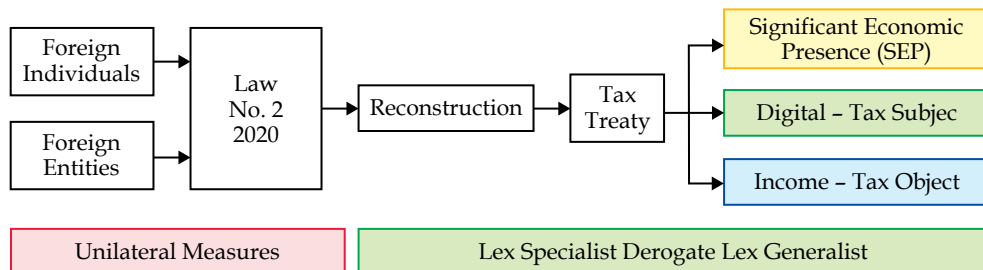 Foreign
Individuals
Foreign
Entities
Law
No. 2
2020
Reconstruction
Tax
Treaty
Significant Economic
Presence (SEP)
Digital – Tax Subjec
Income – Tax Object
Unilateral Measures
Lex Specialist Derogate Lex Generalist